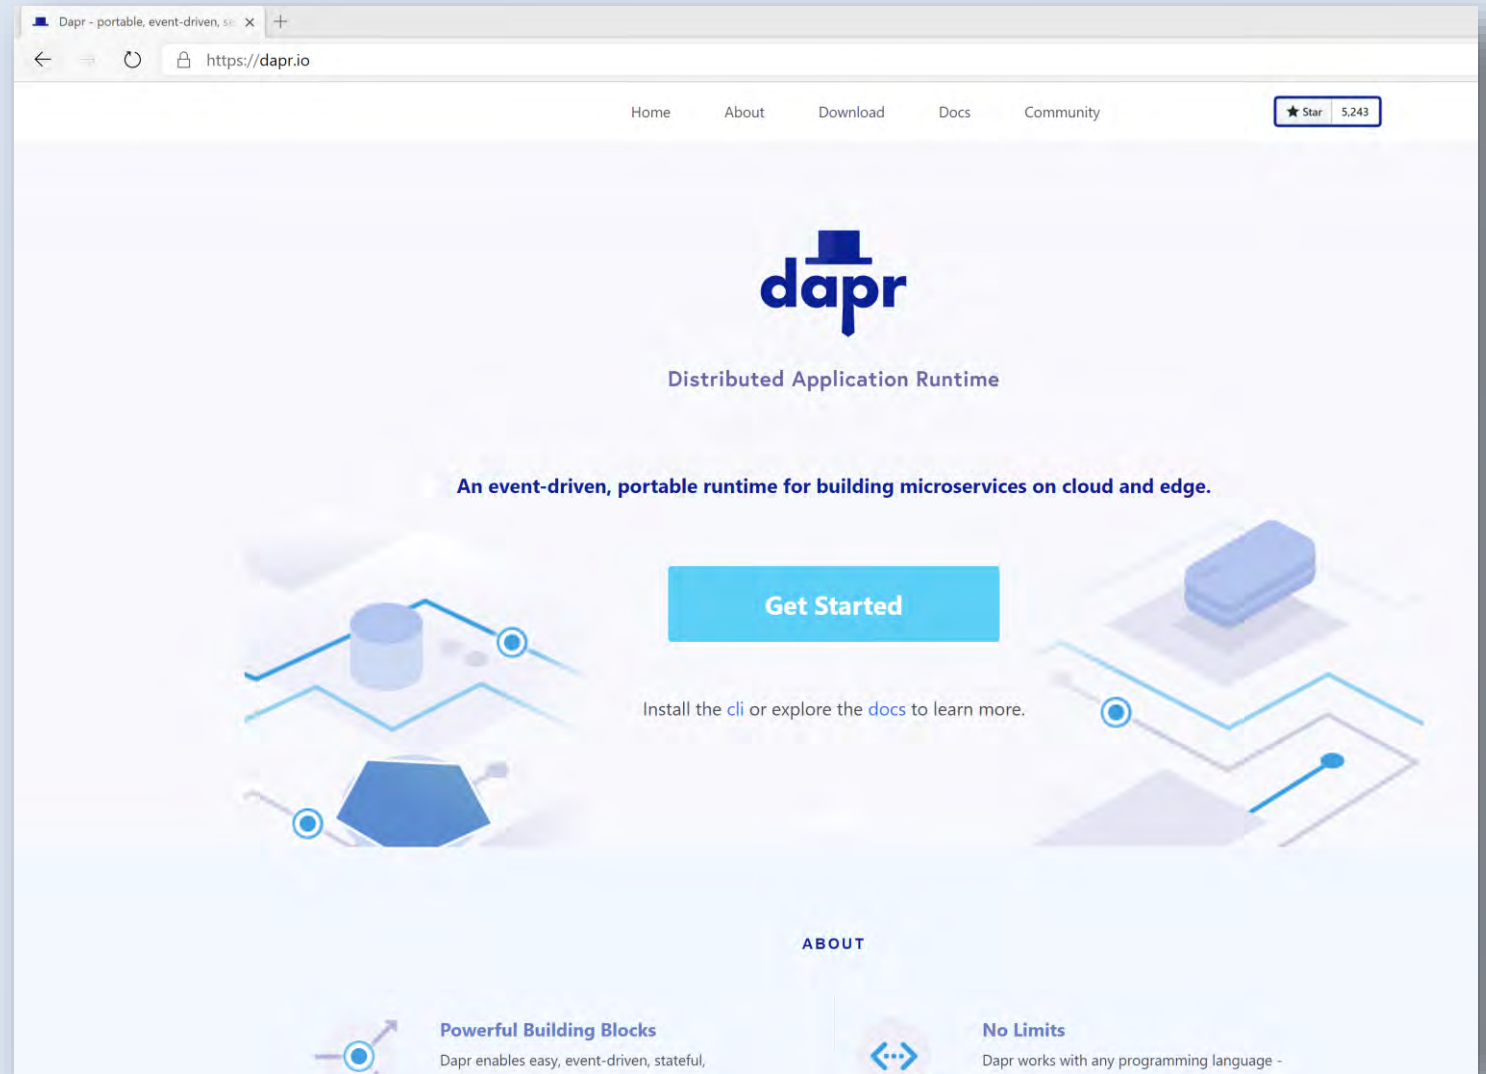 Dapr - portable, event-driven, se
https://dapr.io
Home About Download Docs Community
Star 5,243
dapr
Distributed Application Runtime
An event-driven, portable runtime for building microservices on cloud and edge.
Get Started
Install the cli or explore the docs to learn more.
ABOUT
Powerful Building Blocks
Dapr enables easy, event-driven, stateful,
No Limits
Dapr works with any programming language -